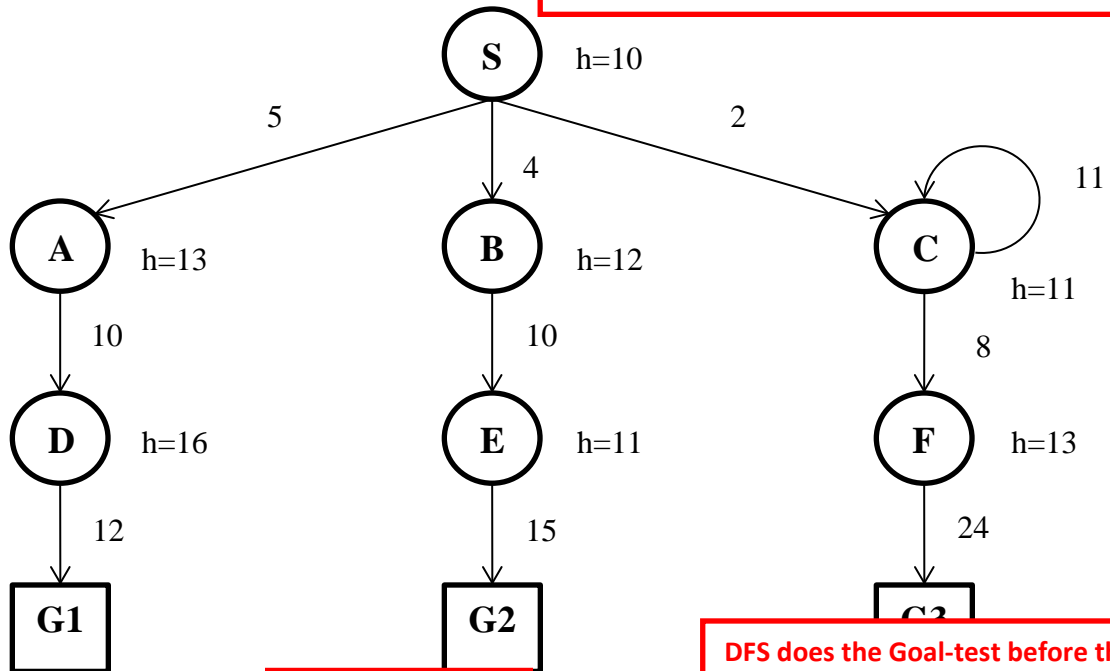 S h=10
5 2
4 11
A h=13 B h=12 C
h=11
10 10 8
D h=16 E h=11 F h=13
12 15 24
G1 G2 G3
DFS does the Goal-test before